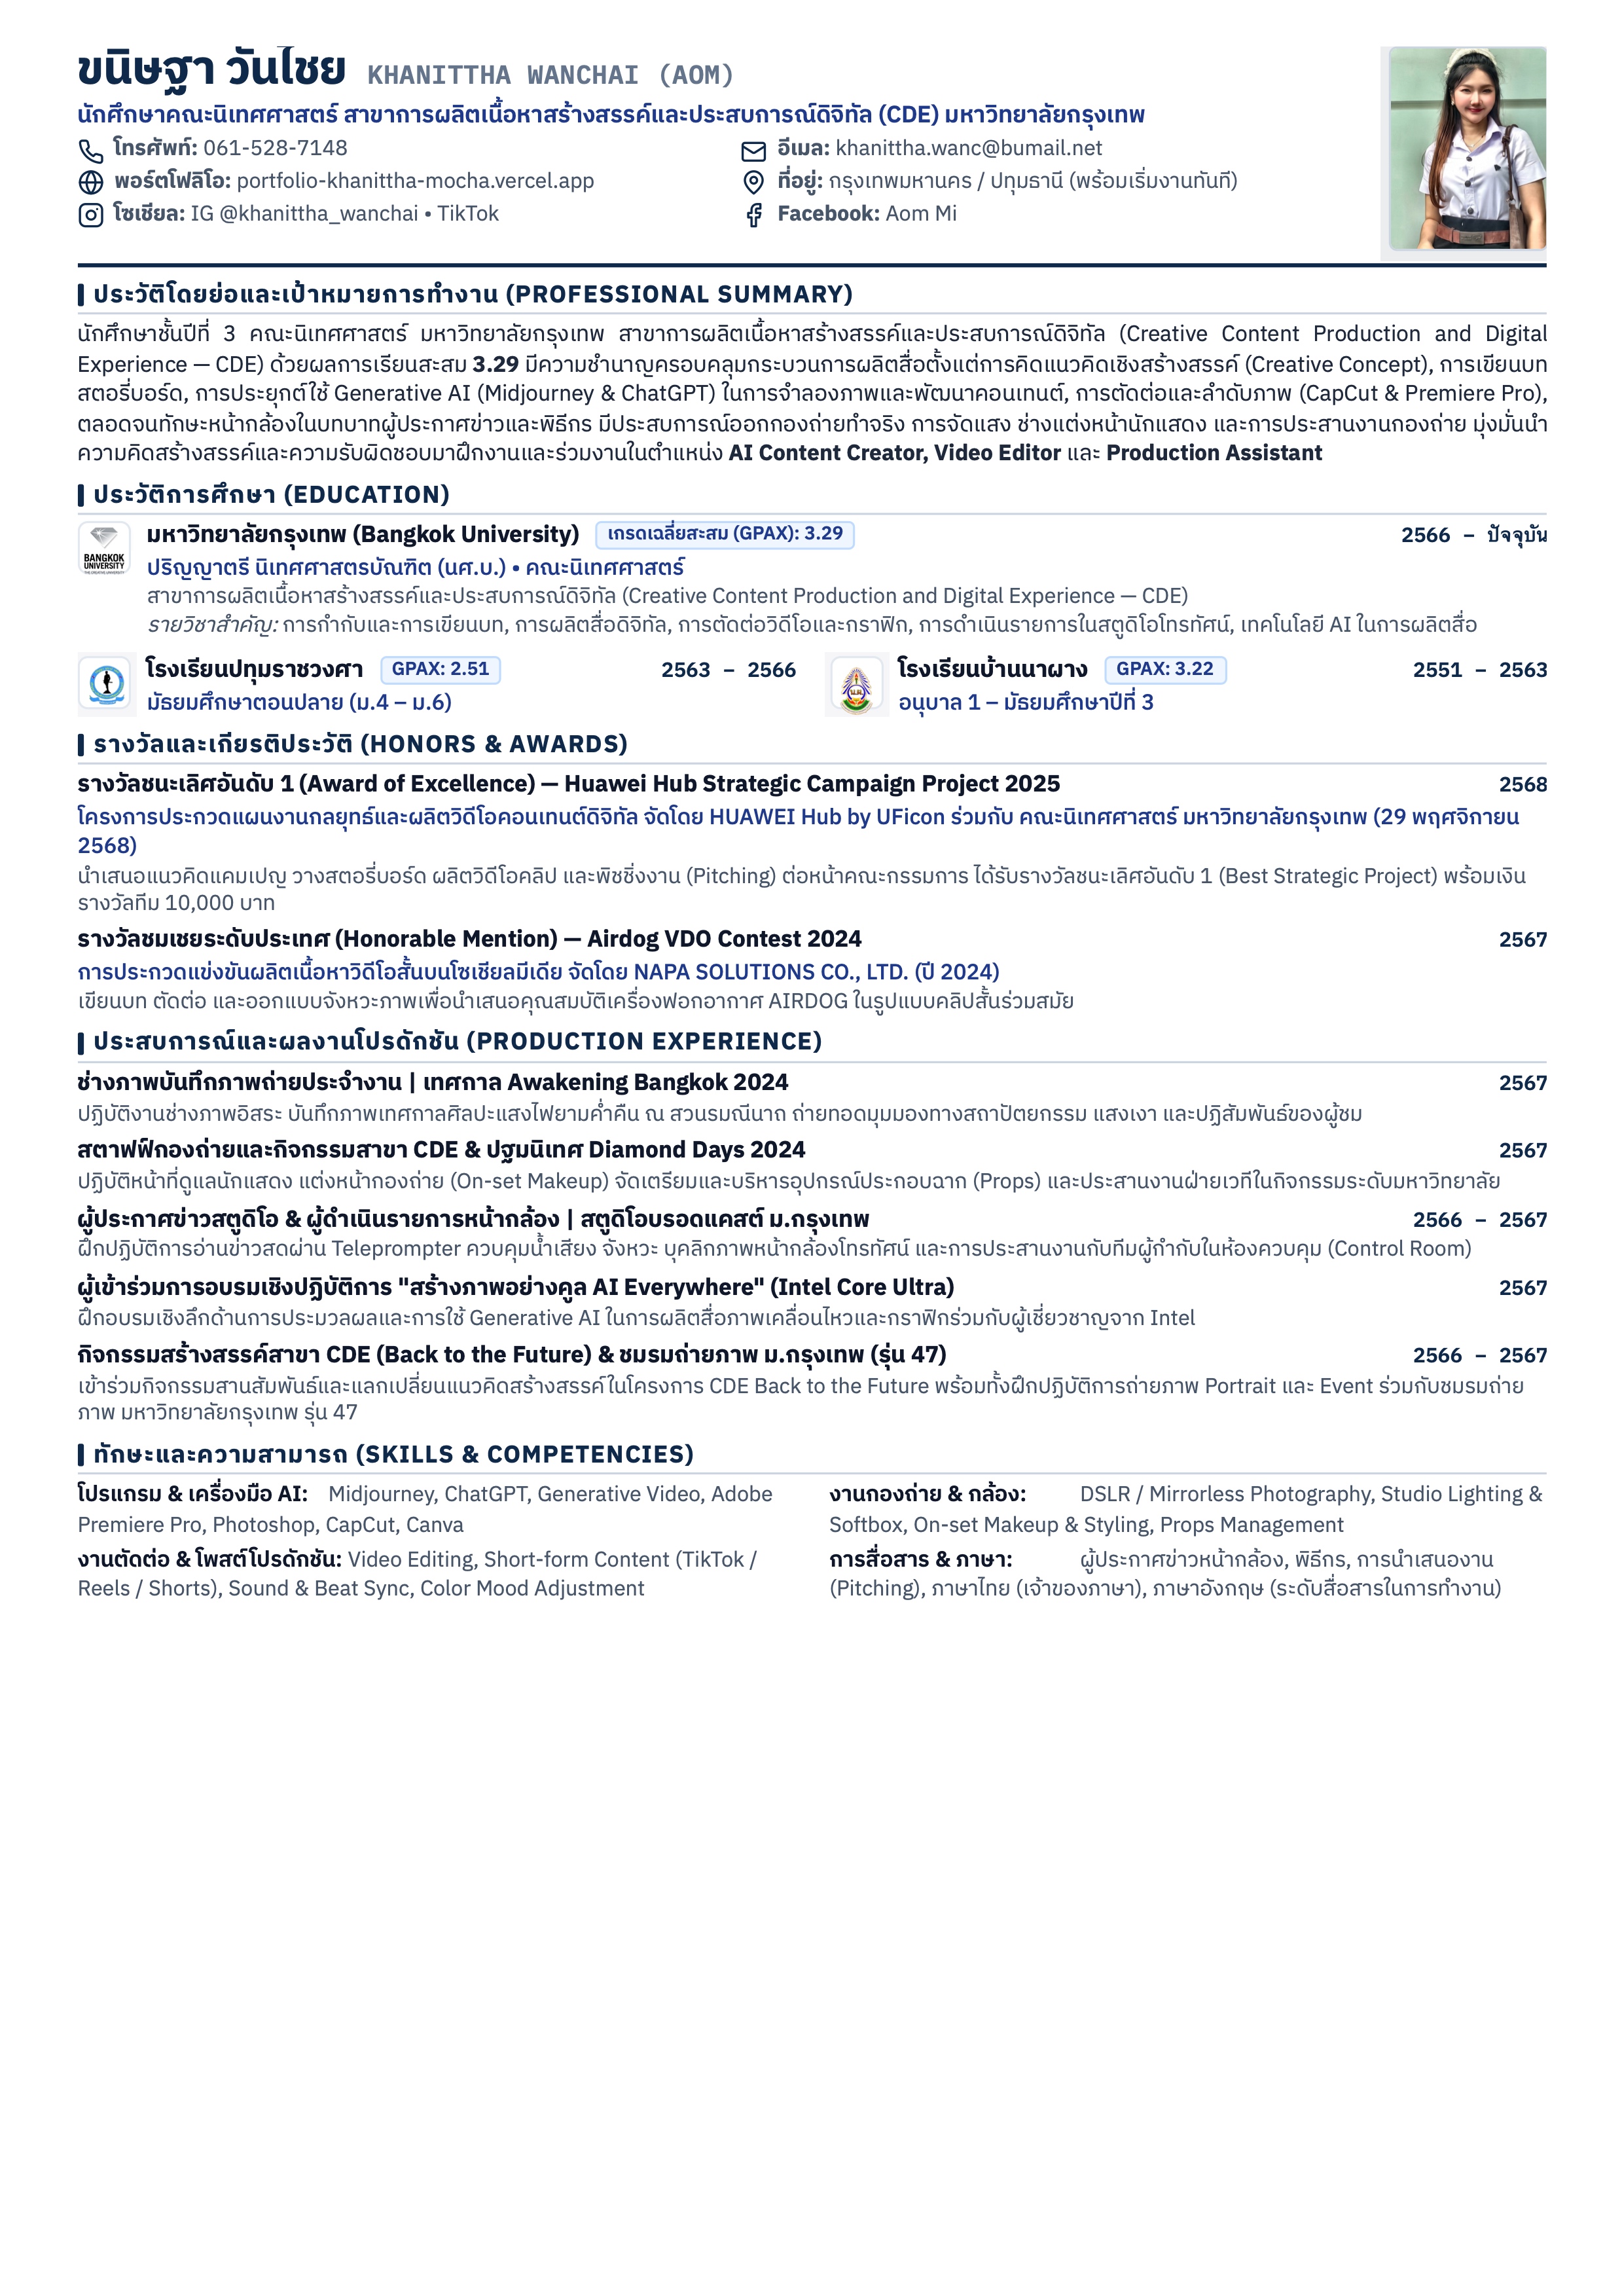 ขนิษฐา วันไชย KHANITTHA WANCHAI (AOM)
นักศึกษาคณะนิเทศศาสตร์ สาขาการผลิตเนื้อหาสร้างสรรค์และประสบการณ์ดิจิทัล (CDE) มหาวิทยาลัยกรุงเทพ
โทรศัพท์: 061-528-7148
อีเมล: khanittha.wanc@bumail.net
พอร์ตโฟลิโอ: portfolio-khanittha-mocha.vercel.app
ที่อยู่: กรุงเทพมหานคร / ปทุมธานี (พร้อมเริ่มงานทันที)
โซเชียล: IG @khanittha_wanchai • TikTok
Facebook: Aom Mi
ประวัติโดยย่อและเป้าหมายการทำงาน (PROFESSIONAL SUMMARY)
นักศึกษาชั้นปีที่ 3 คณะนิเทศศาสตร์ มหาวิทยาลัยกรุงเทพ สาขาการผลิตเนื้อหาสร้างสรรค์และประสบการณ์ดิจิทัล (Creative Content Production and Digital
Experience — CDE) ด้วยผลการเรียนสะสม 3.29 มีความชำนาญครอบคลุมกระบวนการผลิตสื่อตั้งแต่การคิดแนวคิดเชิงสร้างสรรค์ (Creative Concept), การเขียนบท
สตอรี่บอร์ด, การประยุกต์ใช้ Generative AI (Midjourney & ChatGPT) ในการจำลองภาพและพัฒนาคอนเทนต์, การตัดต่อและลำดับภาพ (CapCut & Premiere Pro),
ตลอดจนทักษะหน้ากล้องในบทบาทผู้ประกาศข่าวและพิธีกร มีประสบการณ์ออกกองถ่ายทำจริง การจัดแสง ช่างแต่งหน้านักแสดง และการประสานงานกองถ่าย มุ่งมั่นนำ
ความคิดสร้างสรรค์และความรับผิดชอบมาฝึกงานและร่วมงานในตำแหน่ง AI Content Creator, Video Editor และ Production Assistant
ประวัติการศึกษา (EDUCATION)
BANGKOK
UNIVERSITY
มหาวิทยาลัยกรุงเทพ (Bangkok University) เกรดเฉลี่ยสะสม (GPAX): 3.29 2566 – ปัจจุบัน
ปริญญาตรี นิเทศศาสตรบัณฑิต (นศ.บ.) • คณะนิเทศศาสตร์
สาขาการผลิตเนื้อหาสร้างสรรค์และประสบการณ์ดิจิทัล (Creative Content Production and Digital Experience — CDE)
รายวิชาสำคัญ: การกำกับและการเขียนบท, การผลิตสื่อดิจิทัล, การตัดต่อวิดีโอและกราฟิก, การดำเนินรายการในสตูดิโอโทรทัศน์, เทคโนโลยี AI ในการผลิตสื่อ
โรงเรียนปทุมราชวงศา GPAX: 2.51 2563 – 2566
มัธยมศึกษาตอนปลาย (ม.4 – ม.6)
โรงเรียนบ้านนาผาง GPAX: 3.22 2551 – 2563
อนุบาล 1 – มัธยมศึกษาปีที่ 3
รางวัลและเกียรติประวัติ (HONORS & AWARDS)
รางวัลชนะเลิศอันดับ 1 (Award of Excellence) — Huawei Hub Strategic Campaign Project 2025 2568
โครงการประกวดแผนงานกลยุทธ์และผลิตวิดีโอคอนเทนต์ดิจิทัล จัดโดย HUAWEI Hub by UFicon ร่วมกับ คณะนิเทศศาสตร์ มหาวิทยาลัยกรุงเทพ (29 พฤศจิกายน
2568)
นำเสนอแนวคิดแคมเปญ วางสตอรี่บอร์ด ผลิตวิดีโอคลิป และพิชชิ่งงาน (Pitching) ต่อหน้าคณะกรรมการ ได้รับรางวัลชนะเลิศอันดับ 1 (Best Strategic Project) พร้อมเงิน
รางวัลทีม 10,000 บาท
รางวัลชมเชยระดับประเทศ (Honorable Mention) — Airdog VDO Contest 2024 2567
การประกวดแข่งขันผลิตเนื้อหาวิดีโอสั้นบนโซเชียลมีเดีย จัดโดย NAPA SOLUTIONS CO., LTD. (ปี 2024)
เขียนบท ตัดต่อ และออกแบบจังหวะภาพเพื่อนำเสนอคุณสมบัติเครื่องฟอกอากาศ AIRDOG ในรูปแบบคลิปสั้นร่วมสมัย
ประสบการณ์และผลงานโปรดักชัน (PRODUCTION EXPERIENCE)
ช่างภาพบันทึกภาพถ่ายประจำงาน | เทศกาล Awakening Bangkok 2024 2567
ปฏิบัติงานช่างภาพอิสระ บันทึกภาพเทศกาลศิลปะแสงไฟยามค่ำคืน ณ สวนรมณีนาถ ถ่ายทอดมุมมองทางสถาปัตยกรรม แสงเงา และปฏิสัมพันธ์ของผู้ชม
สตาฟฟ์กองถ่ายและกิจกรรมสาขา CDE & ปฐมนิเทศ Diamond Days 2024 2567
ปฏิบัติหน้าที่ดูแลนักแสดง แต่งหน้ากองถ่าย (On-set Makeup) จัดเตรียมและบริหารอุปกรณ์ประกอบฉาก (Props) และประสานงานฝ่ายเวทีในกิจกรรมระดับมหาวิทยาลัย
ผู้ประกาศข่าวสตูดิโอ & ผู้ดำเนินรายการหน้ากล้อง | สตูดิโอบรอดแคสต์ ม.กรุงเทพ 2566 – 2567
ฝึกปฏิบัติการอ่านข่าวสดผ่าน Teleprompter ควบคุมน้ำเสียง จังหวะ บุคลิกภาพหน้ากล้องโทรทัศน์ และการประสานงานกับทีมผู้กำกับในห้องควบคุม (Control Room)
ผู้เข้าร่วมการอบรมเชิงปฏิบัติการ "สร้างภาพอย่างคูล AI Everywhere" (Intel Core Ultra) 2567
ฝึกอบรมเชิงลึกด้านการประมวลผลและการใช้ Generative AI ในการผลิตสื่อภาพเคลื่อนไหวและกราฟิกร่วมกับผู้เชี่ยวชาญจาก Intel
กิจกรรมสร้างสรรค์สาขา CDE (Back to the Future) & ชมรมถ่ายภาพ ม.กรุงเทพ (รุ่น 47) 2566 – 2567
เข้าร่วมกิจกรรมสานสัมพันธ์และแลกเปลี่ยนแนวคิดสร้างสรรค์ในโครงการ CDE Back to the Future พร้อมทั้งฝึกปฏิบัติการถ่ายภาพ Portrait และ Event ร่วมกับชมรมถ่าย
ภาพ มหาวิทยาลัยกรุงเทพ รุ่น 47
ทักษะและความสามารถ (SKILLS & COMPETENCIES)
โปรแกรม & เครื่องมือ AI: Midjourney, ChatGPT, Generative Video, Adobe
Premiere Pro, Photoshop, CapCut, Canva
งานกองถ่าย & กล้อง: DSLR / Mirrorless Photography, Studio Lighting &
Softbox, On-set Makeup & Styling, Props Management
งานตัดต่อ & โพสต์โปรดักชัน: Video Editing, Short-form Content (TikTok /
Reels / Shorts), Sound & Beat Sync, Color Mood Adjustment
การสื่อสาร & ภาษา: ผู้ประกาศข่าวหน้ากล้อง, พิธีกร, การนำเสนองาน
(Pitching), ภาษาไทย (เจ้าของภาษา), ภาษาอังกฤษ (ระดับสื่อสารในการทำงาน)